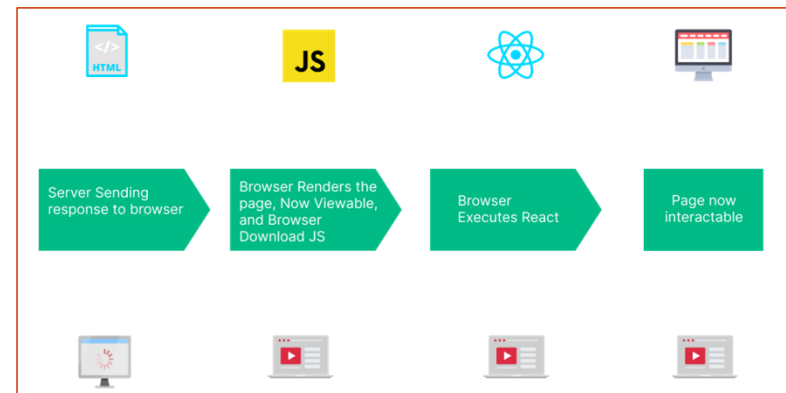 </>
HTML
JS
Server Sending
response to browser
Browser Renders the
page, Now Viewable,
and Browser
Download JS
Browser
Executes React
Page now
interactable